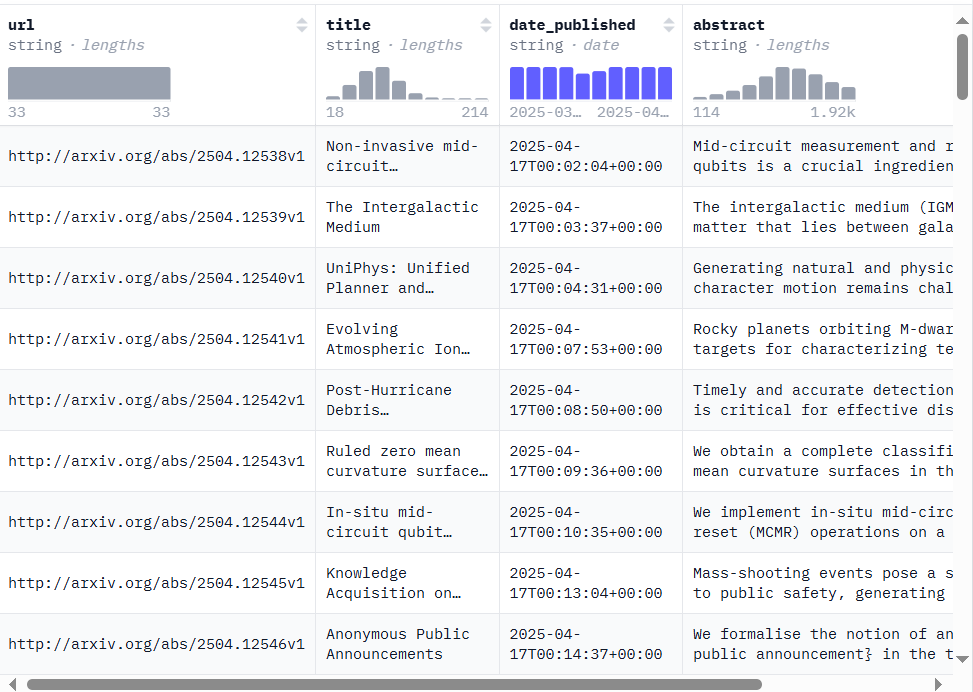 url title date_published abstract
string · lengths string · lengths string · date string · lengths
33 33 18 214 2025-03… 2025-04… 114 1.92k
http://arxiv.org/abs/2504.12538v1
Non-invasive mid-
circuit…
2025-04-
17T00:02:04+00:00
Mid-circuit measurement and r
qubits is a crucial ingredien
http://arxiv.org/abs/2504.12539v1
The Intergalactic
Medium
2025-04-
17T00:03:37+00:00
The intergalactic medium (IGM
matter that lies between gala
http://arxiv.org/abs/2504.12540v1
UniPhys: Unified
Planner and…
2025-04-
17T00:04:31+00:00
Generating natural and physic
character motion remains chal
http://arxiv.org/abs/2504.12541v1
Evolving
Atmospheric Ion…
2025-04-
17T00:07:53+00:00
Rocky planets orbiting M-dwar
targets for characterizing te
http://arxiv.org/abs/2504.12542v1
Post-Hurricane
Debris…
2025-04-
17T00:08:50+00:00
Timely and accurate detection
is critical for effective dis
http://arxiv.org/abs/2504.12543v1
Ruled zero mean
curvature surface…
2025-04-
17T00:09:36+00:00
We obtain a complete classifi
mean curvature surfaces in th
http://arxiv.org/abs/2504.12544v1
In-situ mid-
circuit qubit…
2025-04-
17T00:10:35+00:00
We implement in-situ mid-circ
reset (MCMR) operations on a
http://arxiv.org/abs/2504.12545v1
Knowledge
Acquisition on…
2025-04-
17T00:13:04+00:00
Mass-shooting events pose a s
to public safety, generating
http://arxiv.org/abs/2504.12546v1
Anonymous Public
Announcements
2025-04-
17T00:14:37+00:00
We formalise the notion of an
public announcement} in the t